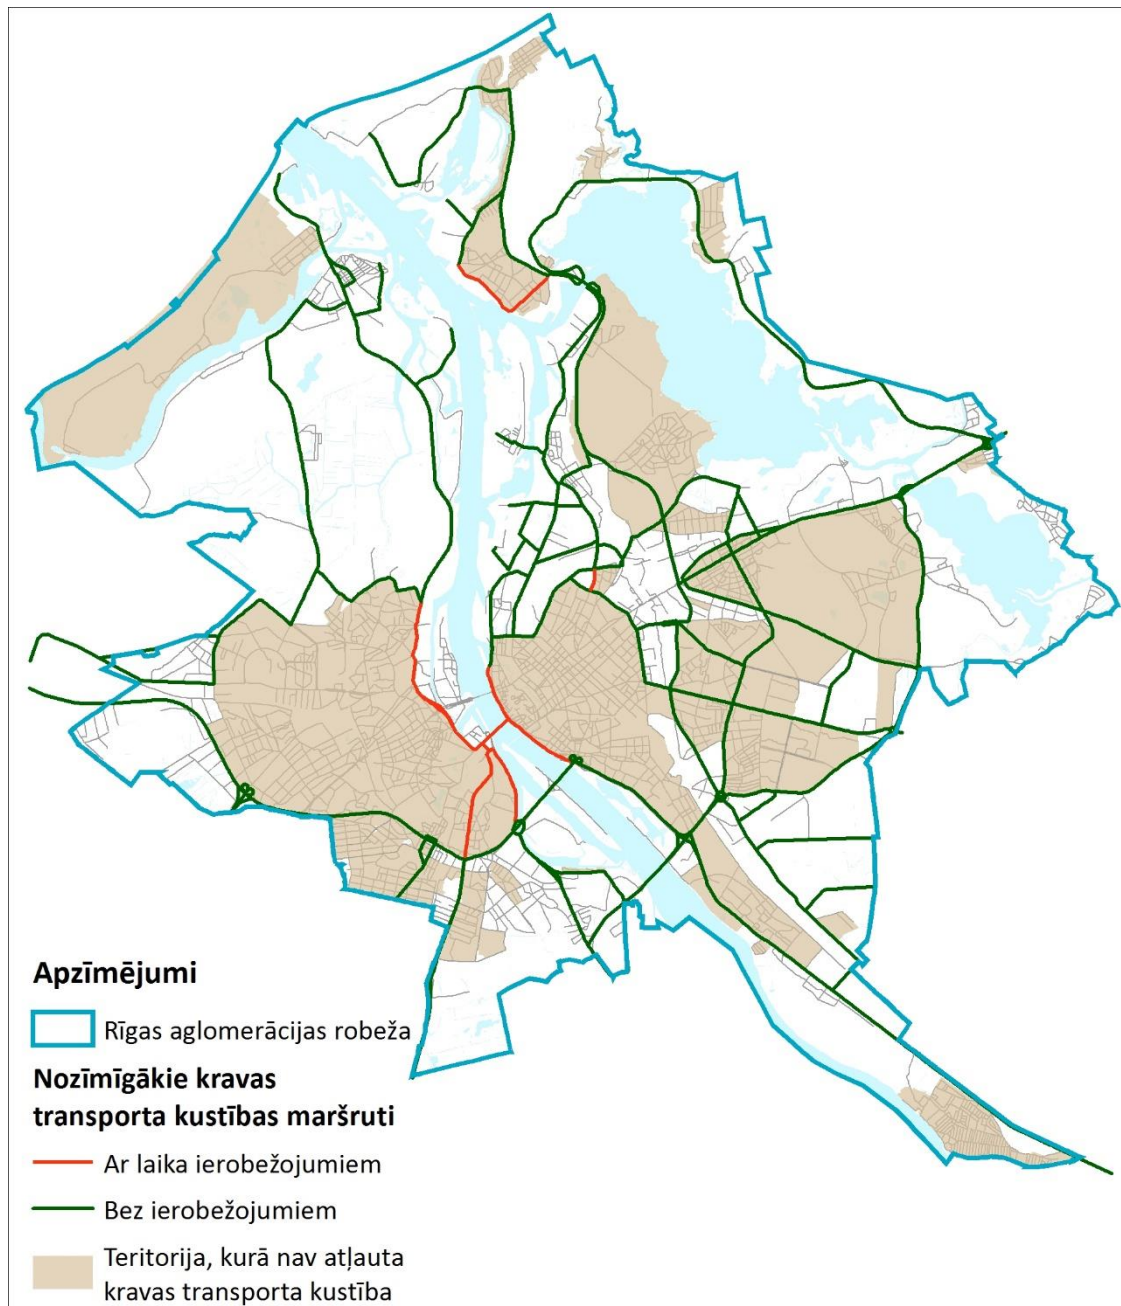 Apzīmējumi
Rīgas aglomerācijas robeža
Nozīmīgākie kravas
transporta kustības maršruti
Ar laika ierobežojumiem
Bez ierobežojumiem
Teritorija, kurā nav atļauta
kravas transporta kustība